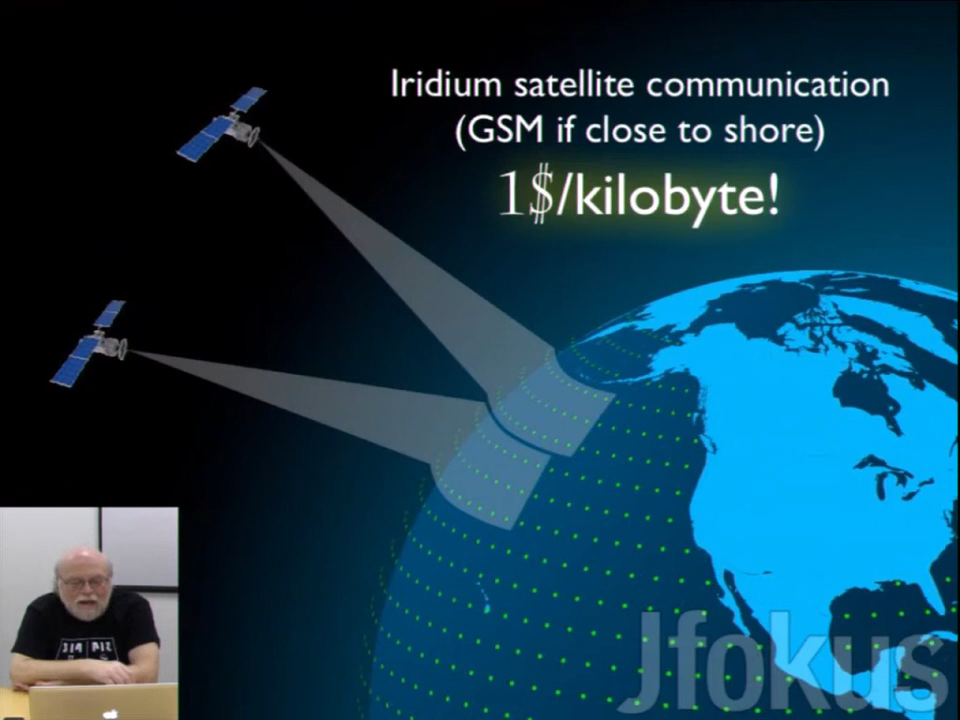 Iridium satellite communication
(GSM if close to shore)
1$/kilobyte!
Jfokus